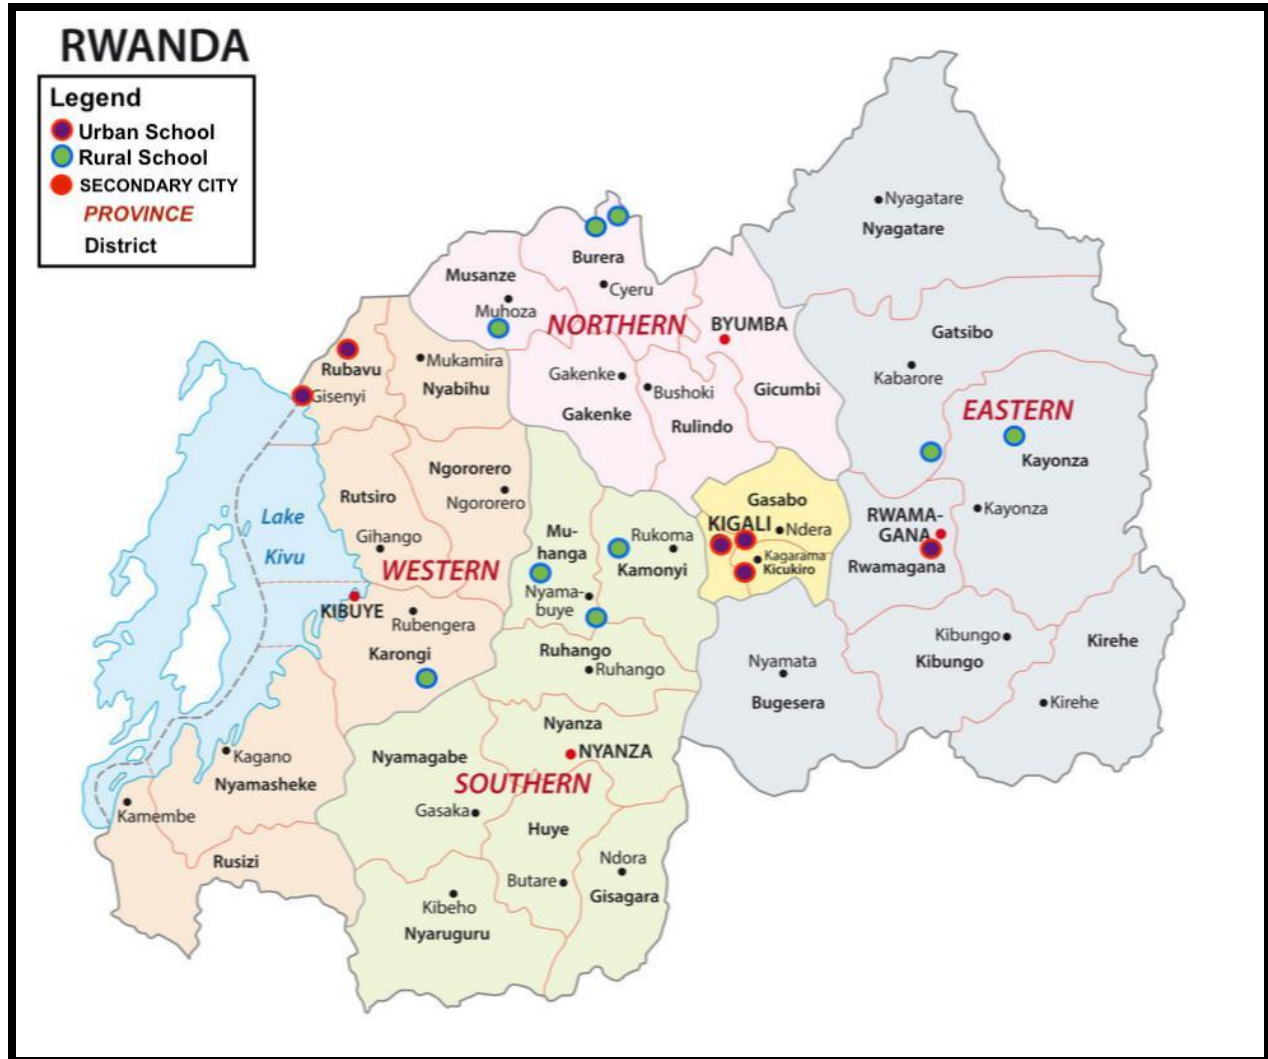 RWANDA
Legend
Urban School
Rural School
SECONDARY CITY
PROVINCE
District
Nyagatare
Nyagatare
Burera
Cyeru
Musanze
Muhoza
NORTHERN
BYUMBA
Gatsibo
Kabarore
Rubavu
Gisenyi
Mukamira
Nyabihu
Gakenke
Gakenke
Bushoki
Rulindo
Gicumbi
EASTERN
Kayonza
Kayonza
Ngororero
Ngororero
Rutsiro
Gihango
Lake
Kivu
WESTERN
Mu-
hanga
Nyama-
buye
Rukoma
Kamonyi
Gasabo
KIGALI
Ndera
Kagarama
Kicukiro
RWAMA-
GANA
Rwamagana
KIBUYE
Rubengera
Karongi
Ruhango
Ruhango
Nyamata
Bugesera
Kibungo
Kibungo
Kirehe
Kirehe
Nyanza
NYANZA
Nyamagabe
SOUTHERN
Gasaka
Kagano
Nyamasheke
Kamembe
Rusizi
Huye
Butare
Ndora
Gisagara
Kibeho
Nyaruguru